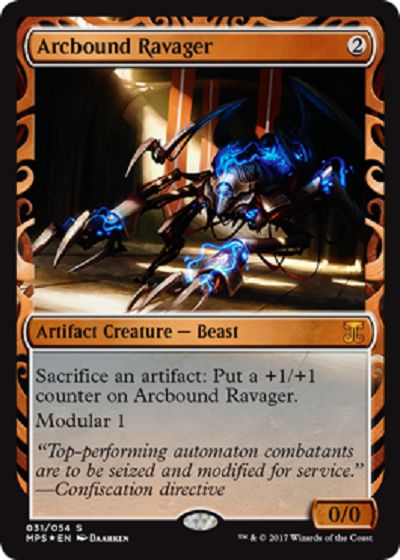 Arcbound Ravager 2
Artifact Creature — Beast
Sacrifice an artifact: Put a +1/+1
counter on Arcbound Ravager.
Modular 1
“Top-performing automaton combatants
are to be seized and modified for service.”
—Confiscation directive
0/0
031/054 S
MPS★EN Daarken
™ & © 2017 Wizards of the Coast